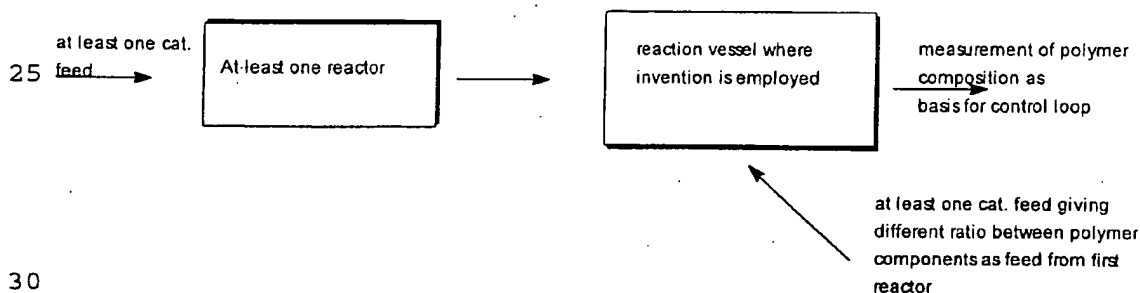 at least one cat.
feed
25
At least one reactor
reaction vessel where
invention is employed
measurement of polymer
composition as
basis for control loop
at least one cat. feed giving
different ratio between polymer
components as feed from first
reactor
30